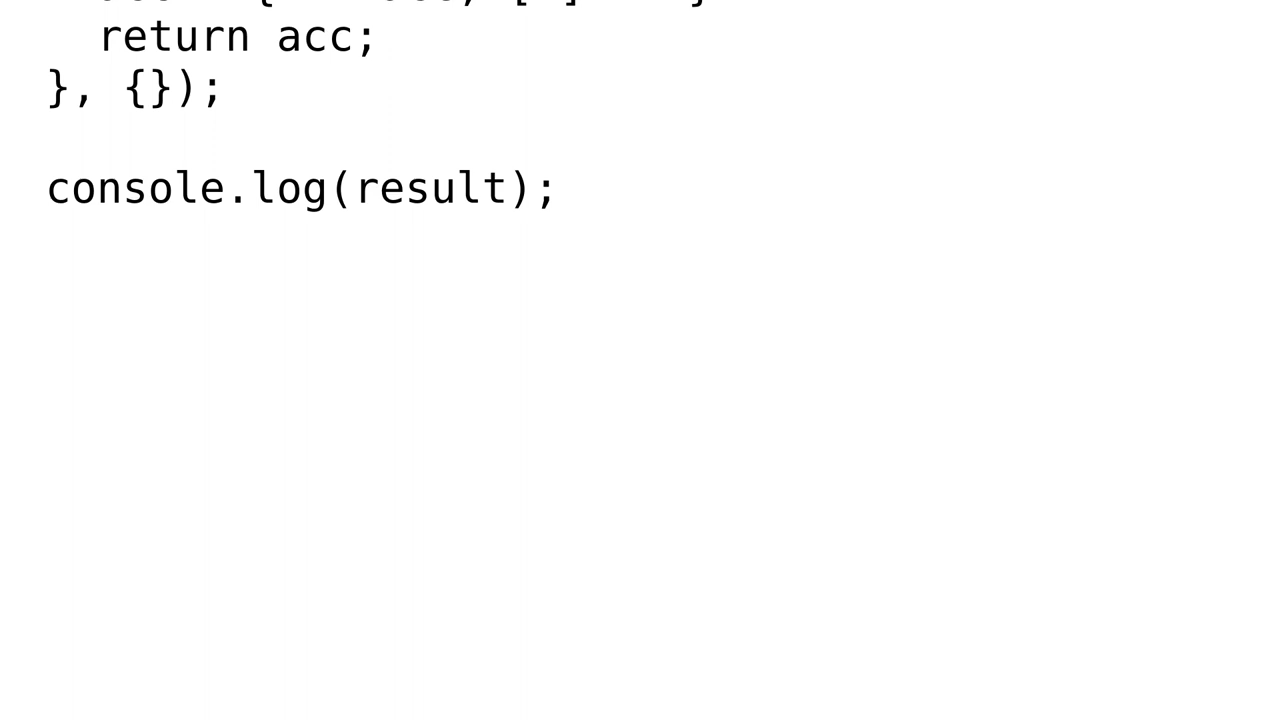 return acc;
}, {});
console.log(result);